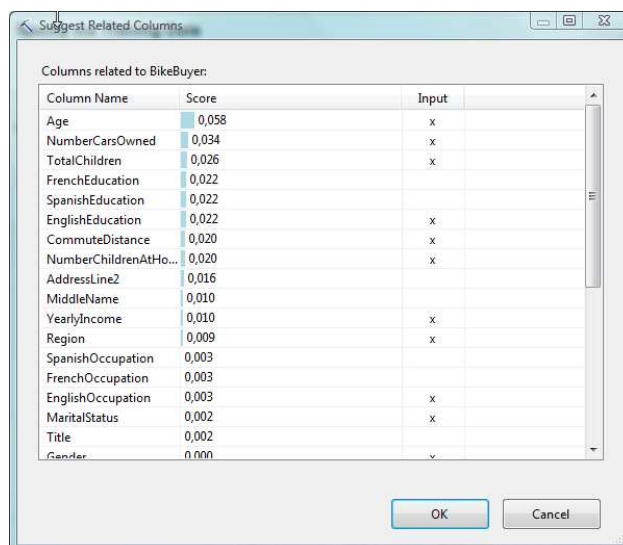 Suggest Related Columns
Columns related to BikeBuyer:
Column Name Score Input
Age 0,058 x
NumberCarsOwned 0,034 x
TotalChildren 0,026 x
FrenchEducation 0,022
SpanishEducation 0,022
EnglishEducation 0,022 x
CommuteDistance 0,020 x
NumberChildrenAtHo... 0,020 x
AddressLine2 0,016
MiddleName 0,010
YearlyIncome 0,010 x
Region 0,009 x
SpanishOccupation 0,003
FrenchOccupation 0,003
EnglishOccupation 0,003 x
MaritalStatus 0,002 x
Title 0,002
Gender 0,000 x
OK Cancel